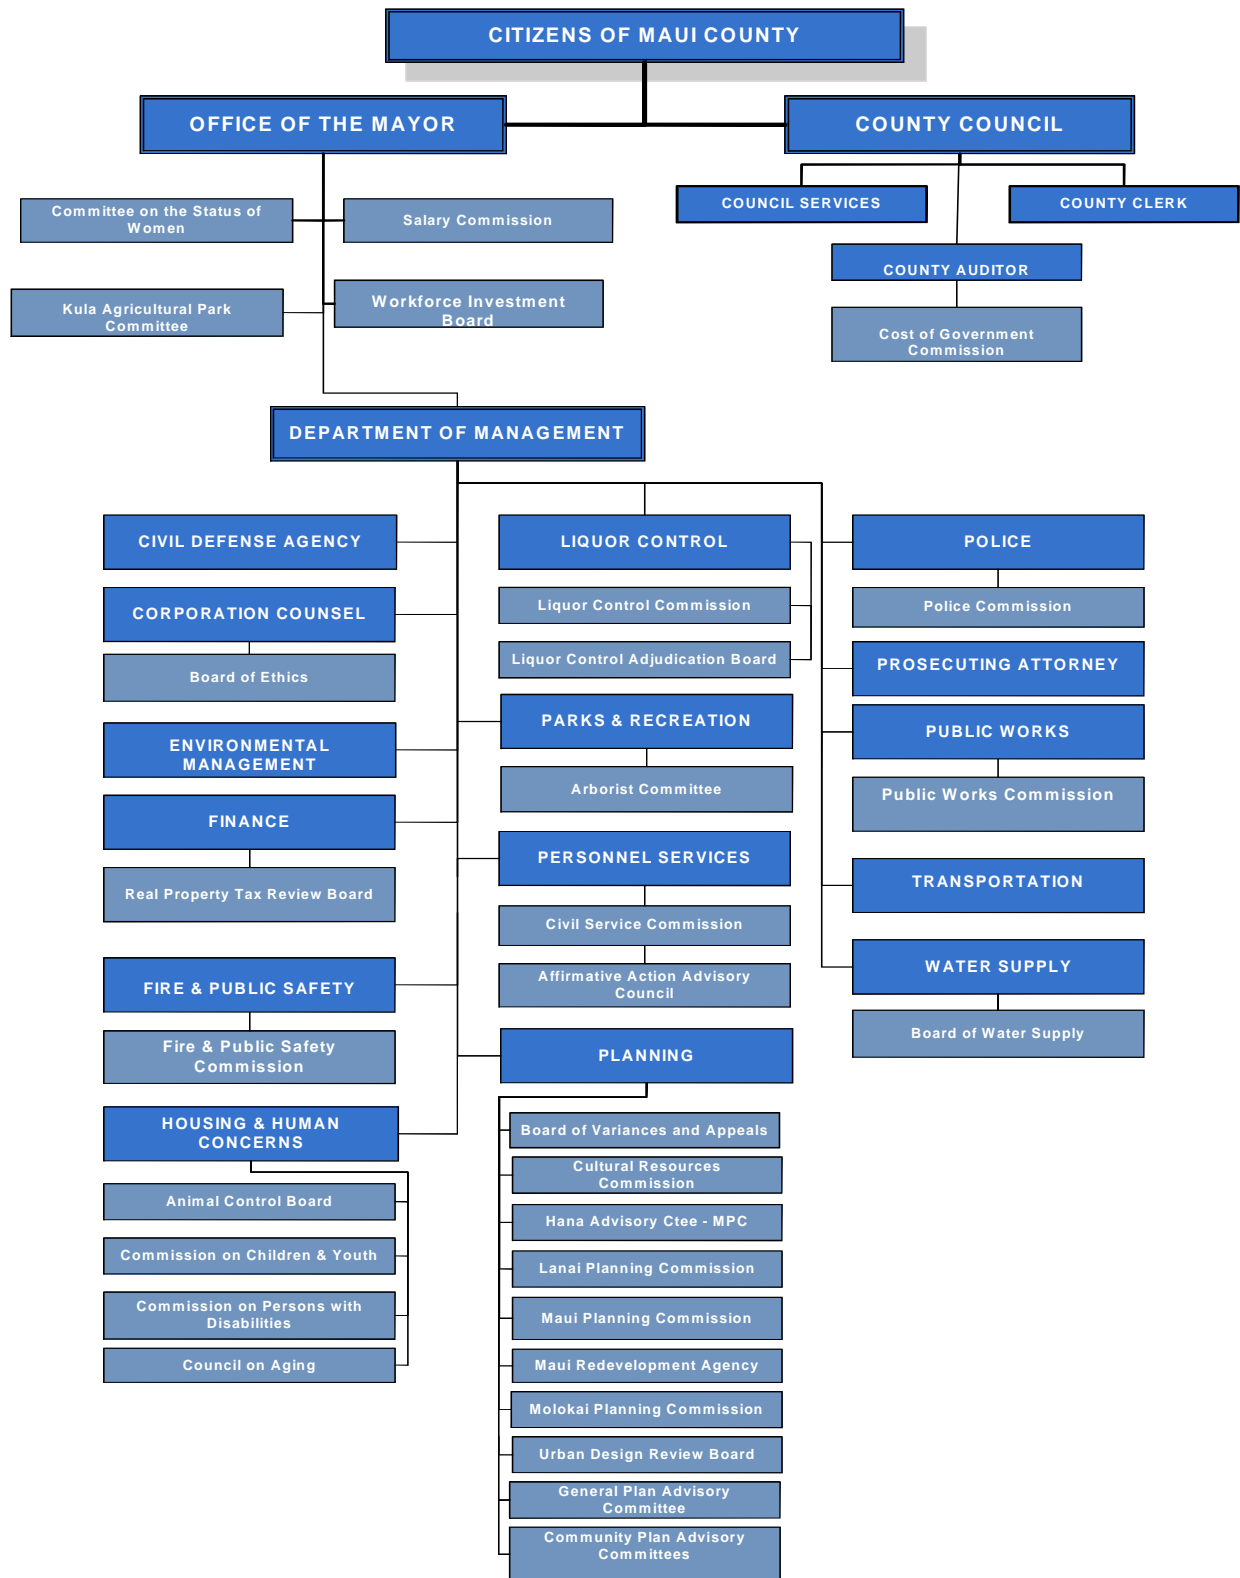 CITIZENS OF MAUI COUNTY
OFFICE OF THE MAYOR
COUNTY COUNCIL
Committee on the Status of
Women
Salary Commission
COUNCIL SERVICES
COUNTY CLERK
COUNTY AUDITOR
Kula Agricultural Park
Committee
Workforce Investment
Board
Cost of Government
Commission
DEPARTMENT OF MANAGEMENT
CIVIL DEFENSE AGENCY
CORPORATION COUNSEL
Board of Ethics
ENVIRONMENTAL
MANAGEMENT
FINANCE
Real Property Tax Review Board
FIRE & PUBLIC SAFETY
Fire & Public Safety
Commission
HOUSING & HUMAN
CONCERNS
Animal Control Board
Commission on Children & Youth
Commission on Persons with
Disabilities
Council on Aging
LIQUOR CONTROL
Liquor Control Commission
Liquor Control Adjudication Board
PARKS & RECREATION
Arborist Committee
PERSONNEL SERVICES
Civil Service Commission
Affirmative Action Advisory
Council
PLANNING
Board of Variances and Appeals
Cultural Resources
Commission
Hana Advisory Ctee - MPC
Lanai Planning Commission
Maui Planning Commission
Maui Redevelopment Agency
Molokai Planning Commission
Urban Design Review Board
General Plan Advisory
Committee
Community Plan Advisory
Committees
POLICE
Police Commission
PROSECUTING ATTORNEY
PUBLIC WORKS
Public Works Commission
TRANSPORTATION
WATER SUPPLY
Board of Water Supply